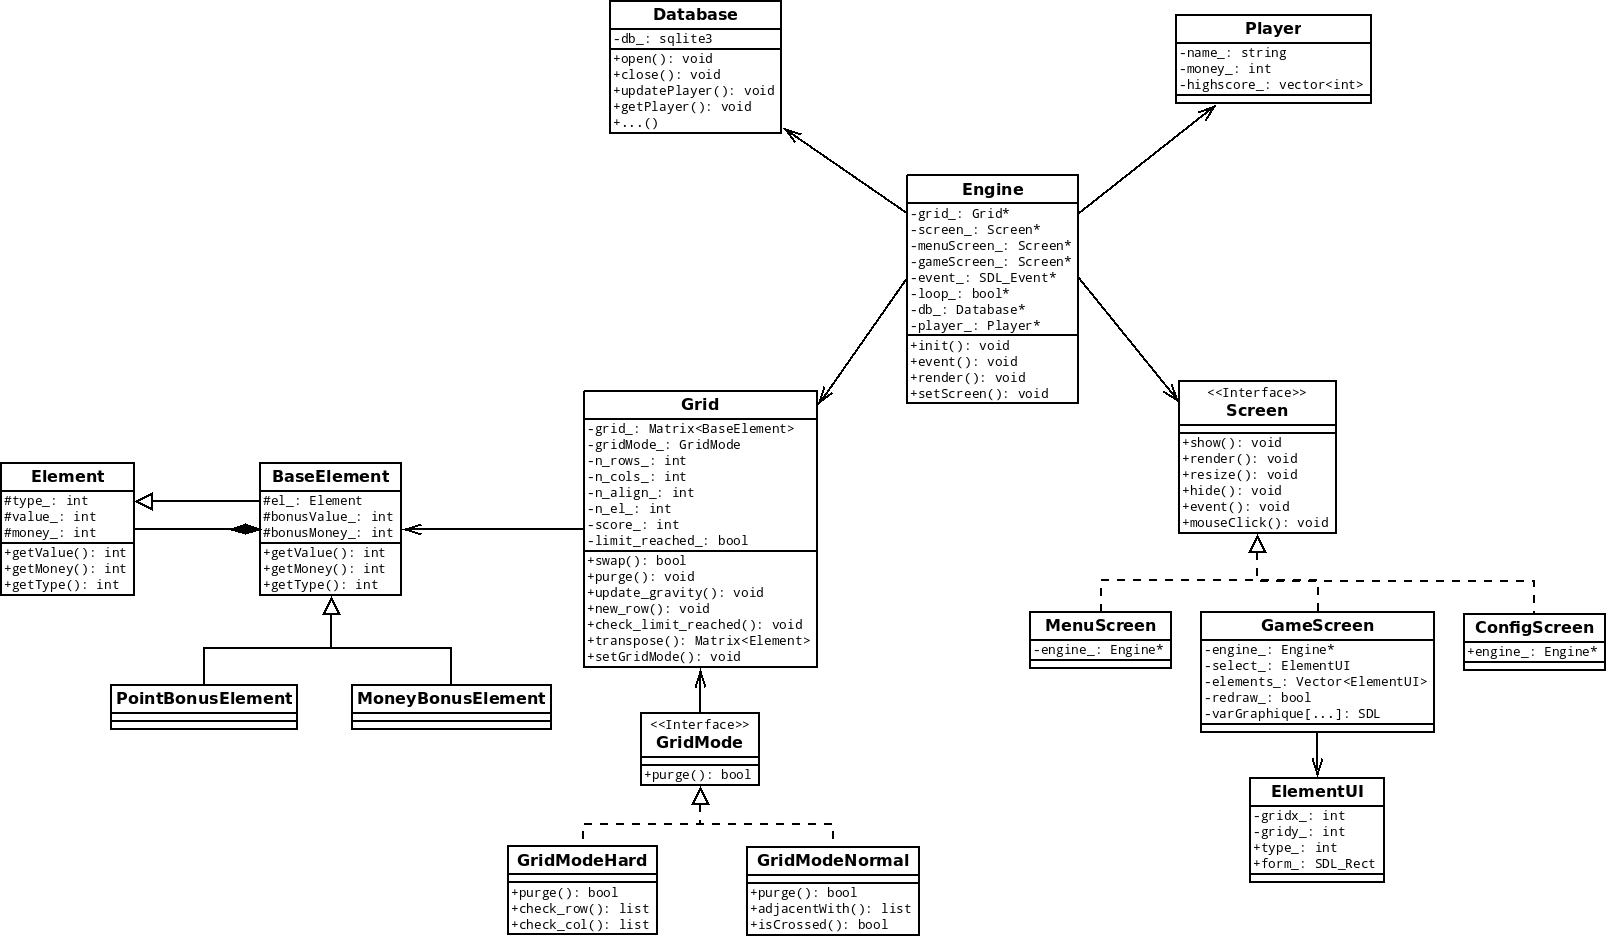 Database
-db_: sqlite3
+open(): void
+close(): void
+updatePlayer(): void
+getPlayer(): void
+...()
Player
-name_: string
-money_: int
-highscore_: vector<int>
Engine
-grid_: Grid*
-screen_: Screen*
-menuScreen_: Screen*
-gameScreen_: Screen*
-event_: SDL_Event*
-loop_: bool*
-db_: Database*
-player_: Player*
+init(): void
+event(): void
+render(): void
+setScreen(): void
Grid
-grid_: Matrix<BaseElement>
-gridMode_: GridMode
-n_rows_: int
-n_cols_: int
-n_align_: int
-n_el_: int
-score_: int
-limit_reached_: bool
+swap(): bool
+purge(): void
+update_gravity(): void
+new_row(): void
+check_limit_reached(): void
+transpose(): Matrix<Element>
+setGridMode(): void
<<Interface>>
Screen
+show(): void
+render(): void
+resize(): void
+hide(): void
+event(): void
+mouseClick(): void
Element
#type_: int
#value_: int
#money_: int
+getValue(): int
+getMoney(): int
+getType(): int
BaseElement
#el_: Element
#bonusValue_: int
#bonusMoney_: int
+getValue(): int
+getMoney(): int
+getType(): int
PointBonusElement
MoneyBonusElement
<<Interface>>
GridMode
+purge(): bool
MenuScreen
-engine_: Engine*
GameScreen
-engine_: Engine*
-select_: ElementUI
-elements_: Vector<ElementUI>
-redraw_: bool
-varGraphique[...]: SDL
ConfigScreen
+engine_: Engine*
ElementUI
-gridx_: int
-gridy_: int
+type_: int
+form_: SDL_Rect
GridModeHard
+purge(): bool
+check_row(): list
+check_col(): list
GridModeNormal
+purge(): bool
+adjacentWith(): list
+isCrossed(): bool